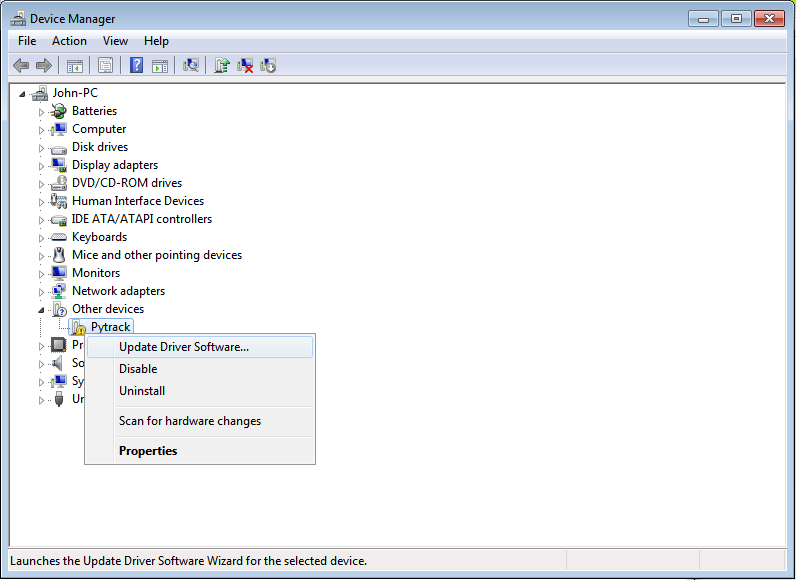 Device Manager
File Action View Help
John-PC
Batteries
Computer
Disk drives
Display adapters
DVD/CD-ROM drives
Human Interface Devices
IDE ATA/ATAPI controllers
Keyboards
Mice and other pointing devices
Monitors
Network adapters
Other devices
Pytrack
Pr
So
Sy
Un
Update Driver Software...
Disable
Uninstall
Scan for hardware changes
Properties
Launches the Update Driver Software Wizard for the selected device.